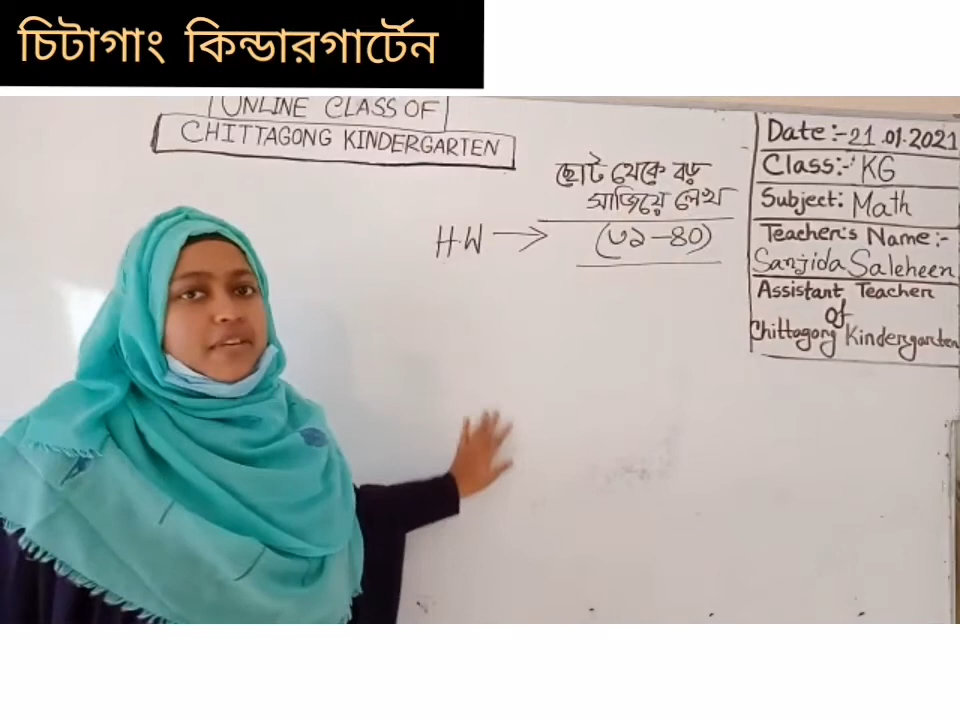 চিটাগাং কিন্ডারগার্টেন
ONLINE CLASS OF
CHITTAGONG KINDERGARTEN
ছোট থেকে বড়
সাজিয়ে লেখ
H.W → (৩১-৪০)
Date:-21.01.2021
Class:- KG
Subject: Math
Teacher's Name:-
Sanjida Saleheen
Assistant Teacher
of
Chittagong Kindergarten